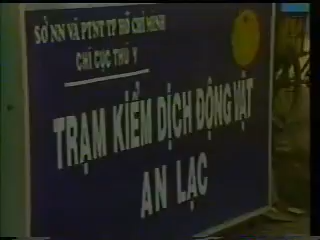 SỞ NN VÀ PTNT TP HỒ CHÍ MINH
CHI CỤC THÚ Y
TRẠM KIỂM DỊCH ĐỘNG VẬT
AN LẠC